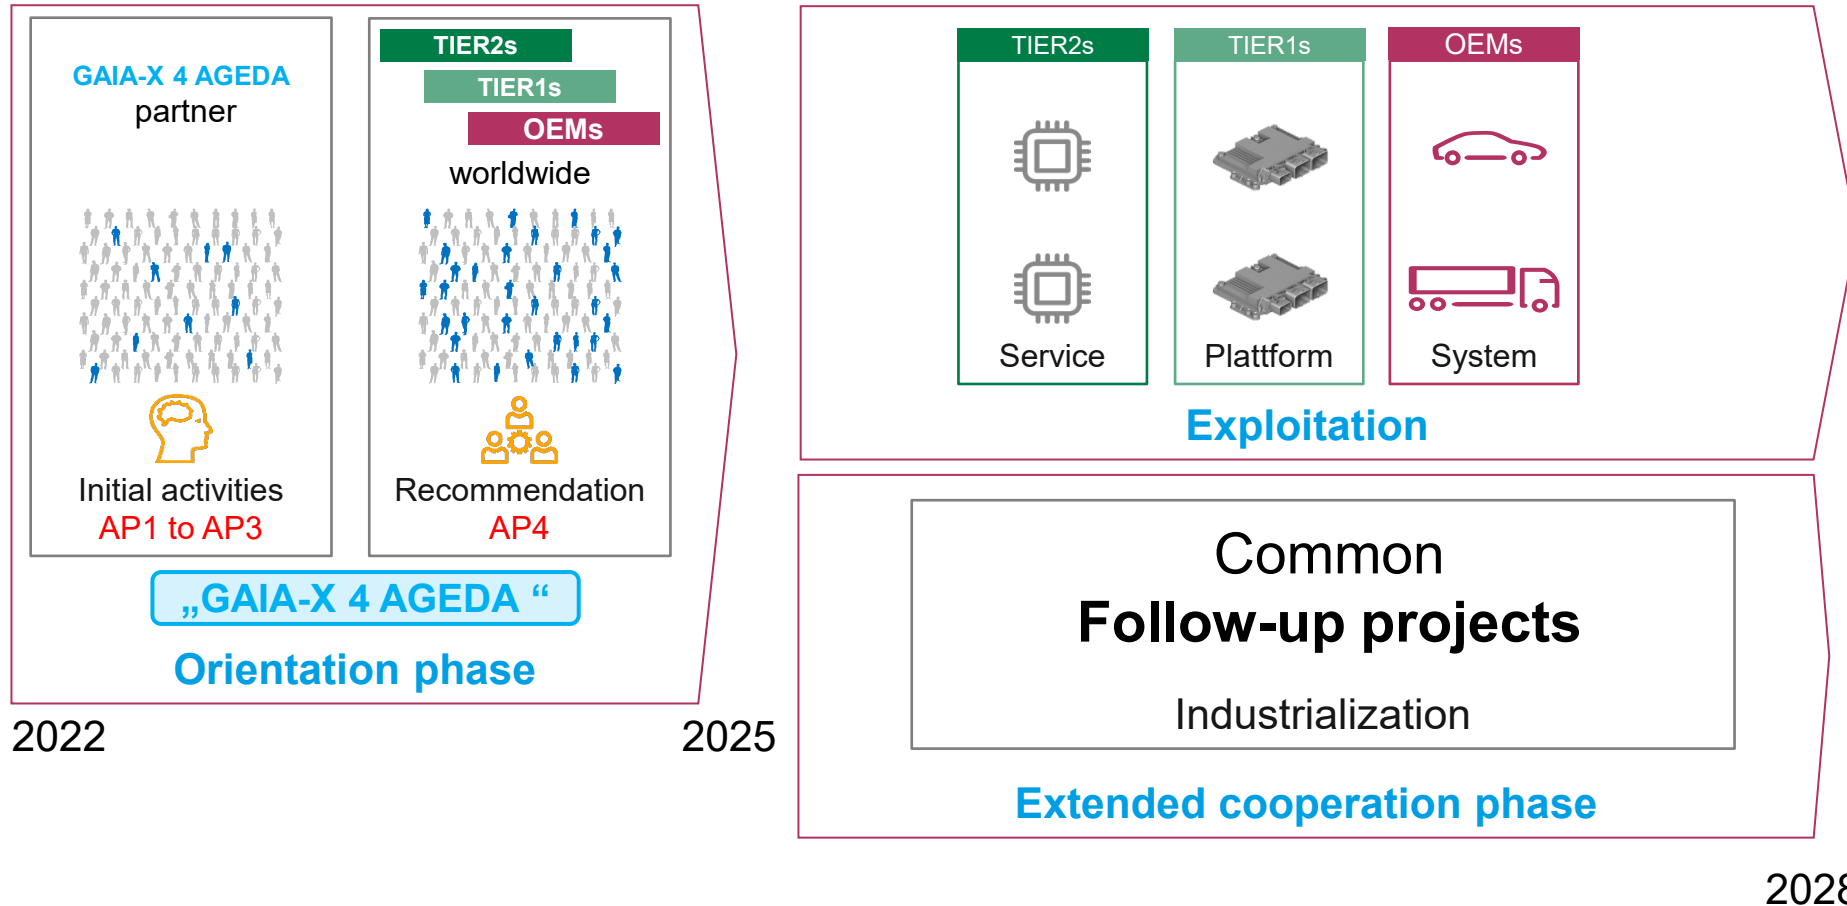 GAIA-X 4 AGEDA
partner
Initial activities
AP1 to AP3
TIER2s
TIER1s
OEMs
worldwide
Recommendation
AP4
„GAIA-X 4 AGEDA “
Orientation phase
2022
2025
TIER2s
Service
TIER1s
Plattform
OEMs
System
Exploitation
Common
Follow-up projects
Industrialization
Extended cooperation phase
2028